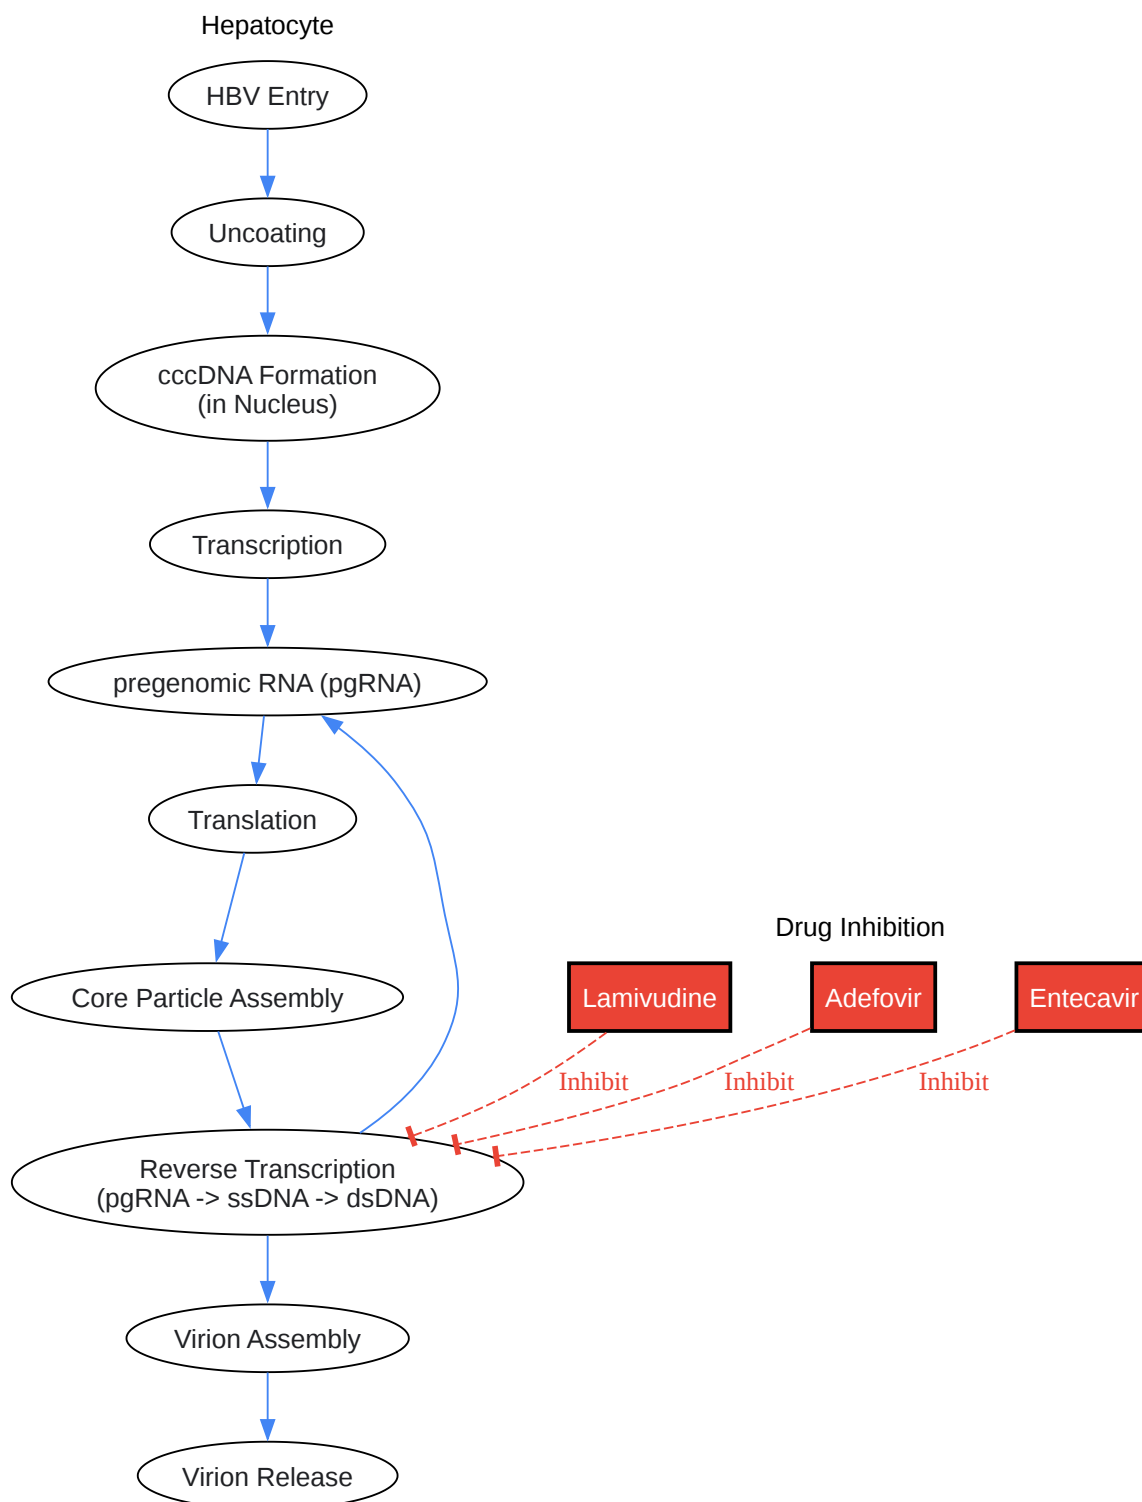 Hepatocyte
HBV Entry
Uncoating
cccDNA Formation
(in Nucleus)
Transcription
pregenomic RNA (pgRNA)
Translation
Core Particle Assembly
Drug Inhibition
Lamivudine
Adefovir
Entecavir
Inhibit
Inhibit
Inhibit
Reverse Transcription
(pgRNA -> ssDNA -> dsDNA)
Virion Assembly
Virion Release